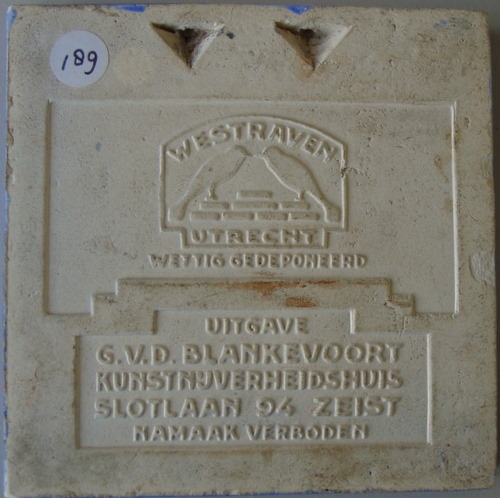 189
WESTRAVEN
UTRECHT
WETTIG GEDEPONEERD
UITGAVE
G.V.D. BLANKEVOORT
KUNSTNIJVERHEIDSHUIS
SLOTLAAN 94 ZEIST
NAMAAK VERBODEN